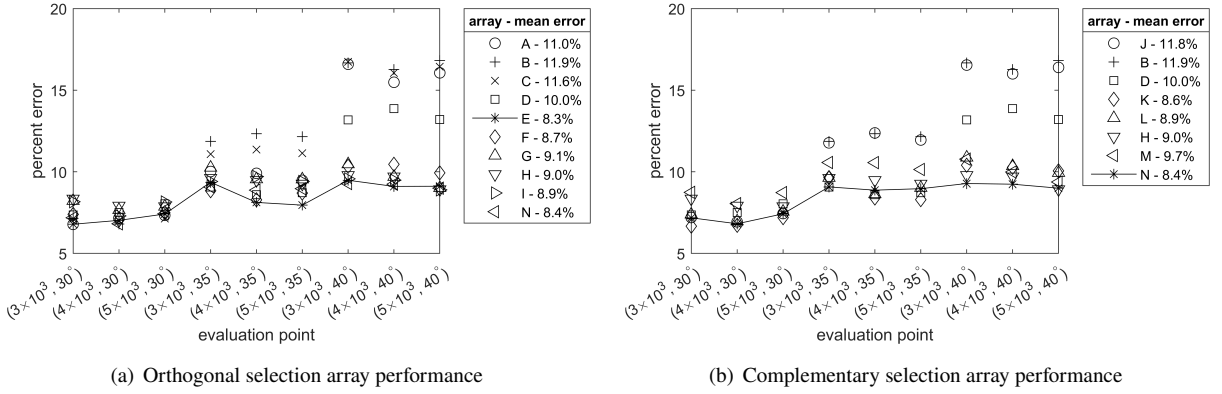 20
15
10
5
percent error
(3×10³, 30°)
(4×10³, 30°)
(5×10³, 30°)
(3×10³, 35°)
(4×10³, 35°)
(5×10³, 35°)
(3×10³, 40°)
(4×10³, 40°)
(5×10³, 40°)
evaluation point
array - mean error
A - 11.0%
B - 11.9%
C - 11.6%
D - 10.0%
E - 8.3%
F - 8.7%
G - 9.1%
H - 9.0%
I - 8.9%
N - 8.4%
(a) Orthogonal selection array performance
20
15
10
5
percent error
(3×10³, 30°)
(4×10³, 30°)
(5×10³, 30°)
(3×10³, 35°)
(4×10³, 35°)
(5×10³, 35°)
(3×10³, 40°)
(4×10³, 40°)
(5×10³, 40°)
evaluation point
array - mean error
J - 11.8%
B - 11.9%
D - 10.0%
K - 8.6%
L - 8.9%
H - 9.0%
M - 9.7%
N - 8.4%
(b) Complementary selection array performance